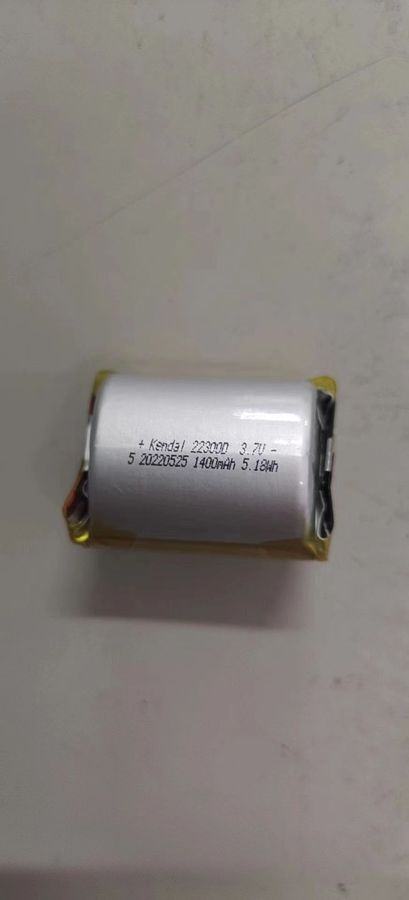 + Kendal 22300D 3.7V -
5 20220525 1400mAh 5.18Wh